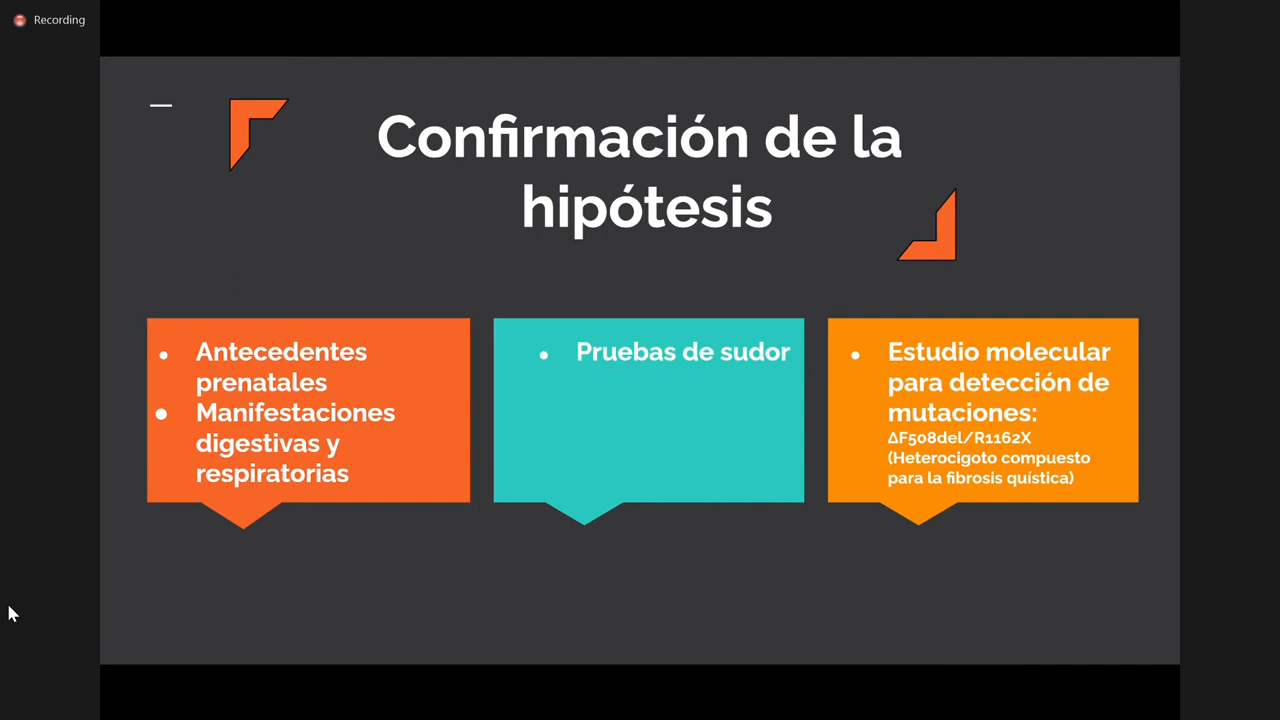 Recording
Confirmación de la
hipótesis
● Antecedentes
prenatales
● Manifestaciones
digestivas y
respiratorias
● Pruebas de sudor
● Estudio molecular
para detección de
mutaciones:
ΔF508del/R1162X
(Heterocigoto compuesto
para la fibrosis quística)